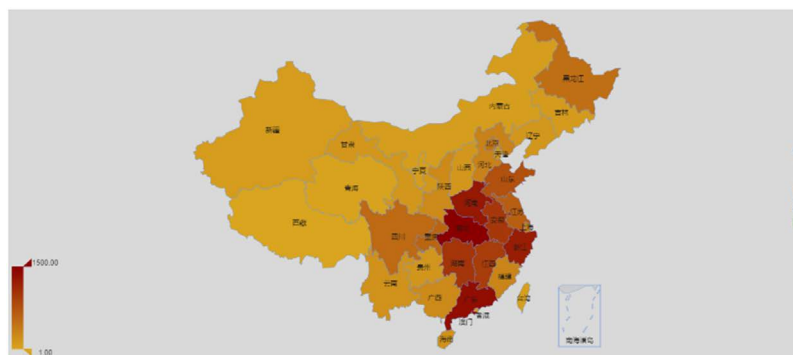 黑龙江
内蒙古
吉林
新疆
辽宁
北京
天津
甘肃
河北
山西
宁夏
山东
青海
陕西
河南
江苏
安徽
上海
西藏
四川
湖北
重庆
浙江
湖南
江西
贵州
福建
云南
广西
广东
台湾
香港
澳门
海南
南海诸岛
1500.00
1.00